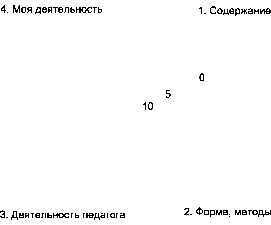 4. Моя деятельность
1. Содержание
0
5
10
3. Деятельность педагога
2. Форма, методы